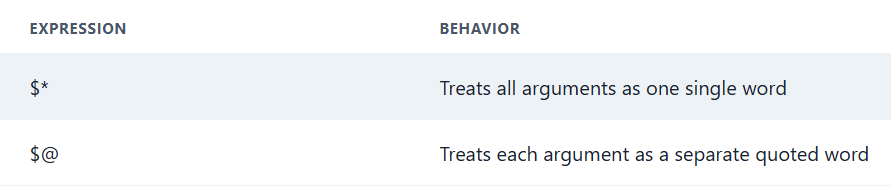 EXPRESSION BEHAVIOR
$* Treats all arguments as one single word
$@ Treats each argument as a separate quoted word